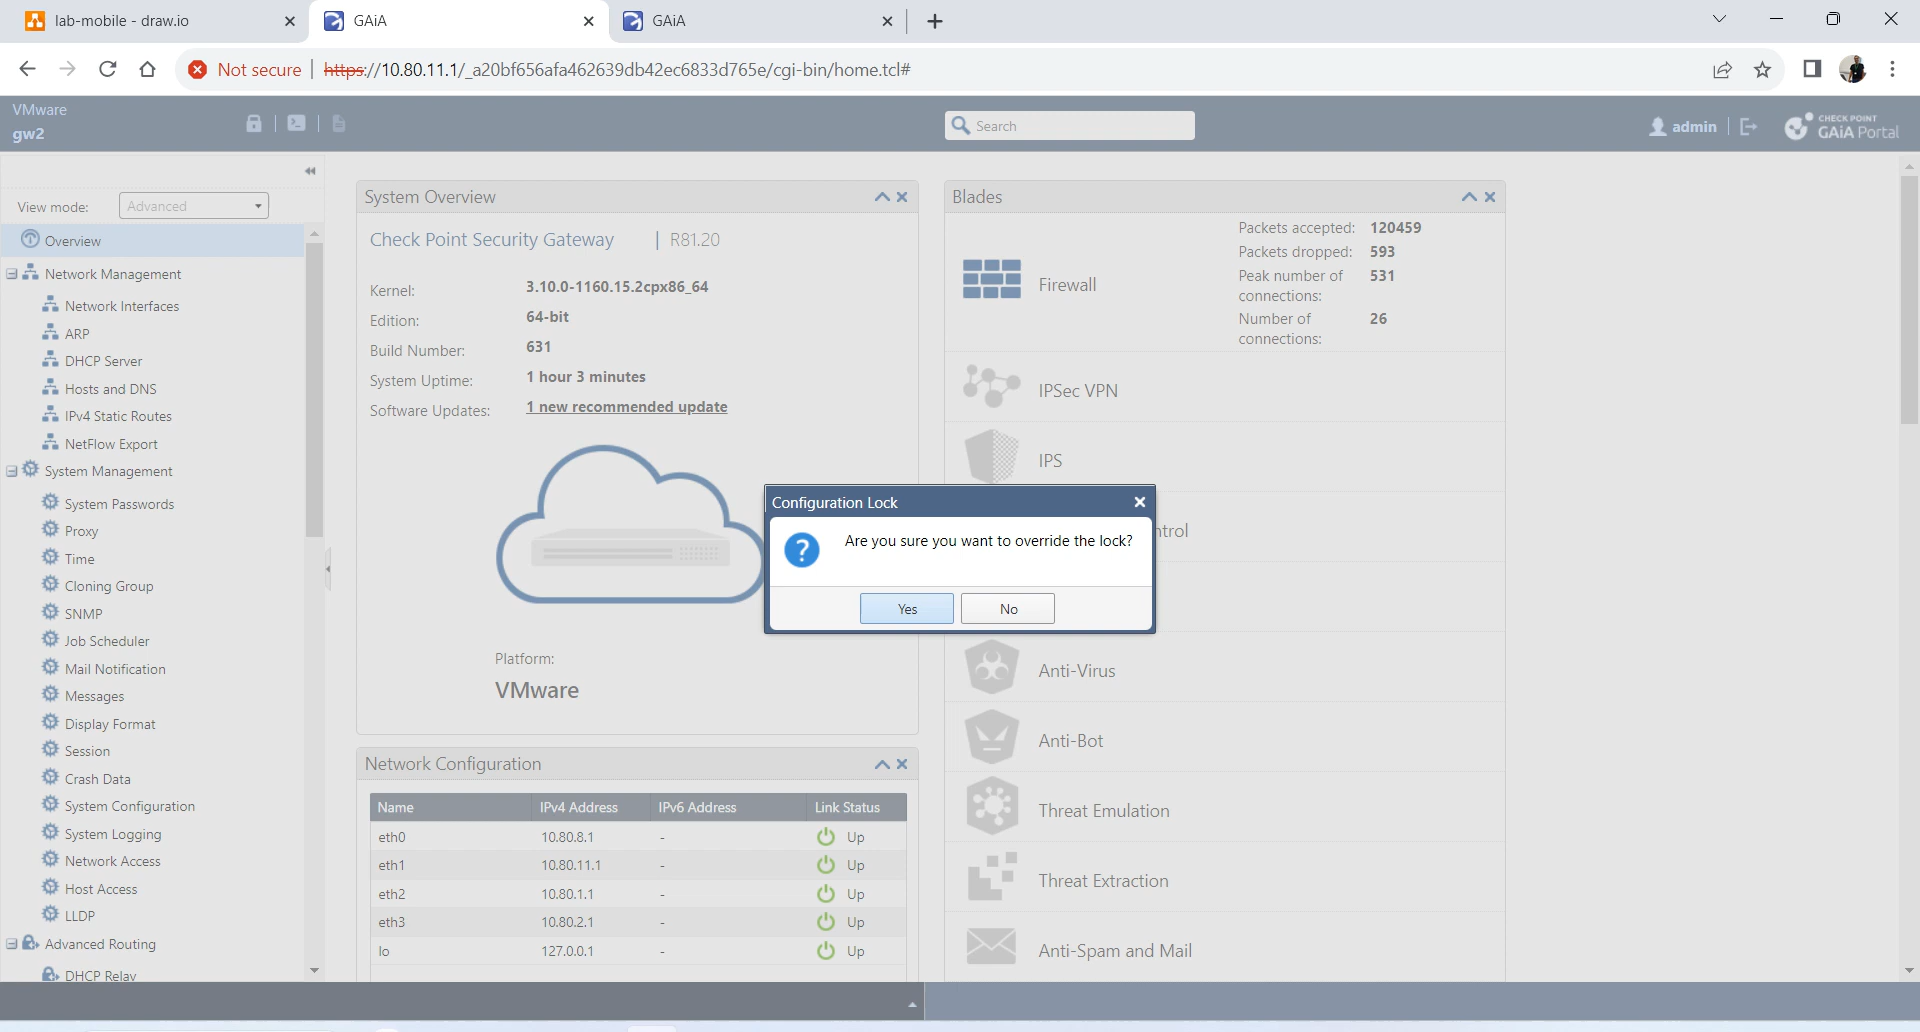 lab-mobile - draw.io
GAiA
GAiA
Not secure | https://10.80.11.1/_a20bf656afa462639db42ec6833d765e/cgi-bin/home.tcl#
VMware
gw2
Search
admin
CHECK POINT
GAiA Portal
View mode: Advanced
Overview
Network Management
Network Interfaces
ARP
DHCP Server
Hosts and DNS
IPv4 Static Routes
NetFlow Export
System Management
System Passwords
Proxy
Time
Cloning Group
SNMP
Job Scheduler
Mail Notification
Messages
Display Format
Session
Crash Data
System Configuration
System Logging
Network Access
Host Access
LLDP
Advanced Routing
DHCP Relay
System Overview
Check Point Security Gateway | R81.20
Kernel: 3.10.0-1160.15.2cpx86_64
Edition: 64-bit
Build Number: 631
System Uptime: 1 hour 3 minutes
Software Updates: 1 new recommended update
Platform:
VMware
Network Configuration
Name IPv4 Address IPv6 Address Link Status
eth0 10.80.8.1 - Up
eth1 10.80.11.1 - Up
eth2 10.80.1.1 - Up
eth3 10.80.2.1 - Up
lo 127.0.0.1 - Up
Blades
Firewall
Packets accepted: 120459
Packets dropped: 593
Peak number of 531
connections:
Number of 26
connections:
IPSec VPN
IPS
ntrol
Anti-Virus
Anti-Bot
Threat Emulation
Threat Extraction
Anti-Spam and Mail
Configuration Lock
Are you sure you want to override the lock?
Yes No